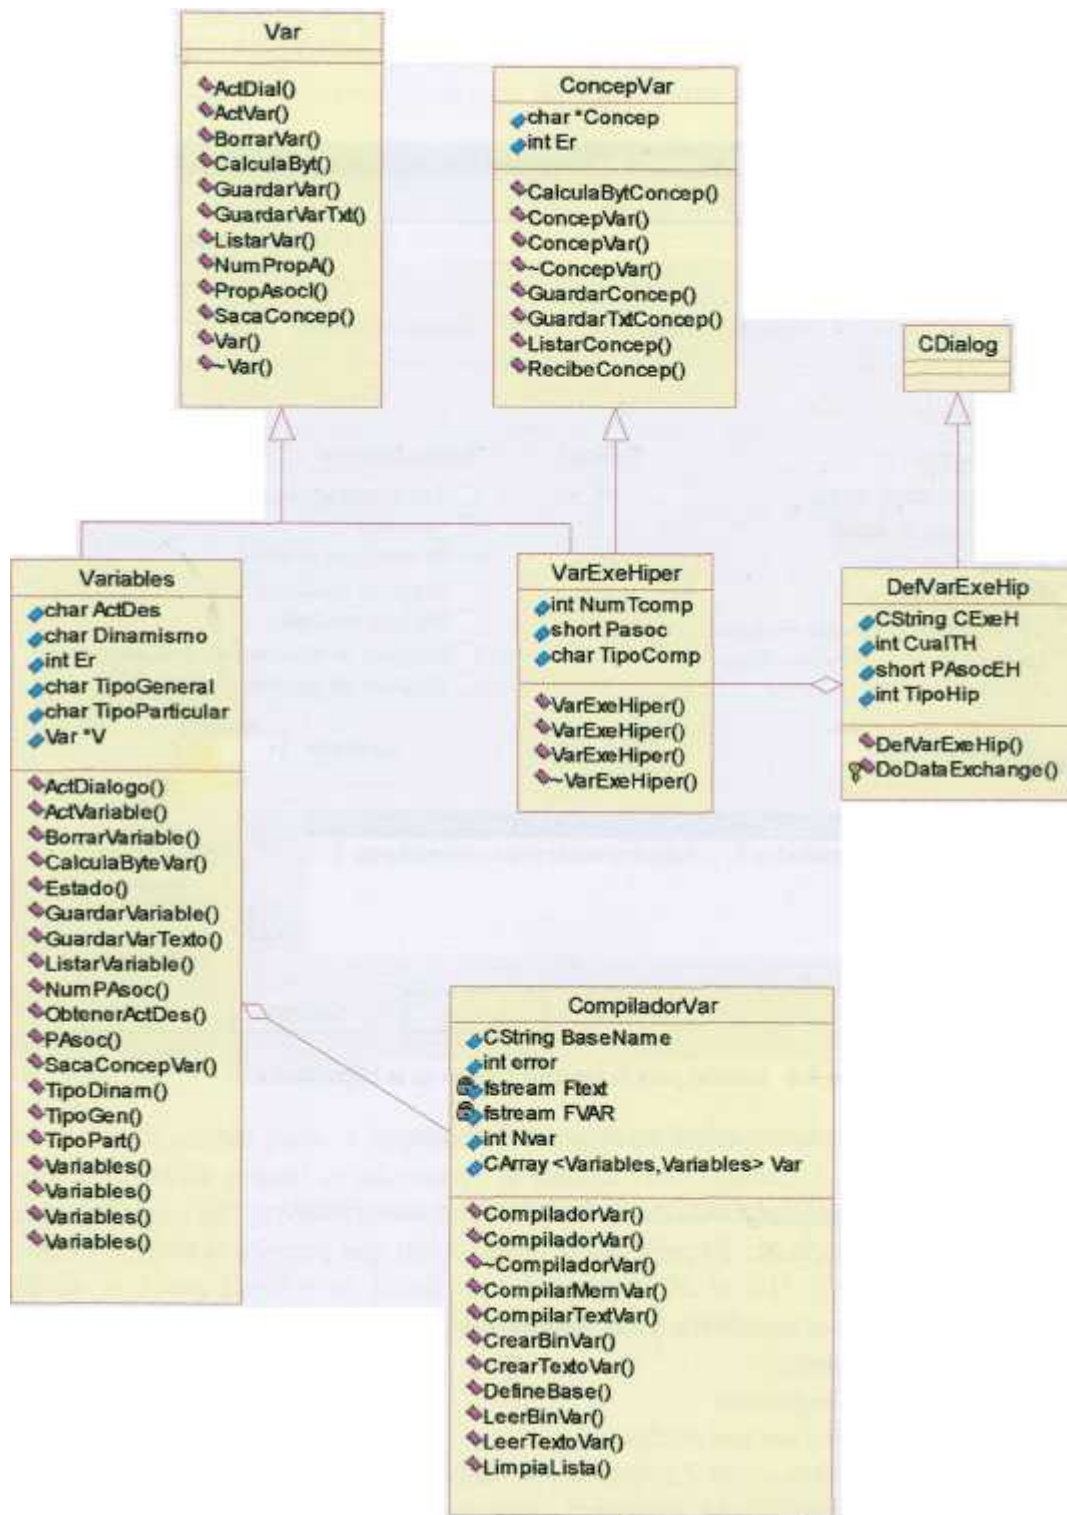 Var
ActDial()
ActVar()
BorrarVar()
CalculaByt()
GuardarVar()
GuardarVarTxt()
ListarVar()
NumPropA()
PropAsocI()
SacaConcep()
Var()
~Var()
ConcepVar
char *Concep
int Er
CalculaBytConcep()
ConcepVar()
ConcepVar()
~ConcepVar()
GuardarConcep()
GuardarTxtConcep()
ListarConcep()
RecibeConcep()
CDialog
Variables
char ActDes
char Dinamismo
int Er
char TipoGeneral
char TipoParticular
Var *V
ActDialogo()
ActVariable()
BorrarVariable()
CalculaByteVar()
Estado()
GuardarVariable()
GuardarVarTexto()
ListarVariable()
NumPAsoc()
ObtenerActDes()
PAsoc()
SacaConcepVar()
TipoDinam()
TipoGen()
TipoPart()
Variables()
Variables()
Variables()
Variables()
VarExeHiper
int NumTcomp
short Pasoc
char TipoComp
VarExeHiper()
VarExeHiper()
VarExeHiper()
~VarExeHiper()
DefVarExeHip
CString CExeH
int CualTH
short PAsocEH
int TipoHip
DefVarExeHip()
DoDataExchange()
CompiladorVar
CString BaseName
int error
fstream Ftext
fstream FVAR
int Nvar
CArray <Variables,Variables> Var
CompiladorVar()
CompiladorVar()
~CompiladorVar()
CompilarMemVar()
CompilarTextVar()
CrearBinVar()
CrearTextoVar()
DefineBase()
LeerBinVar()
LeerTextoVar()
LimpiaLista()